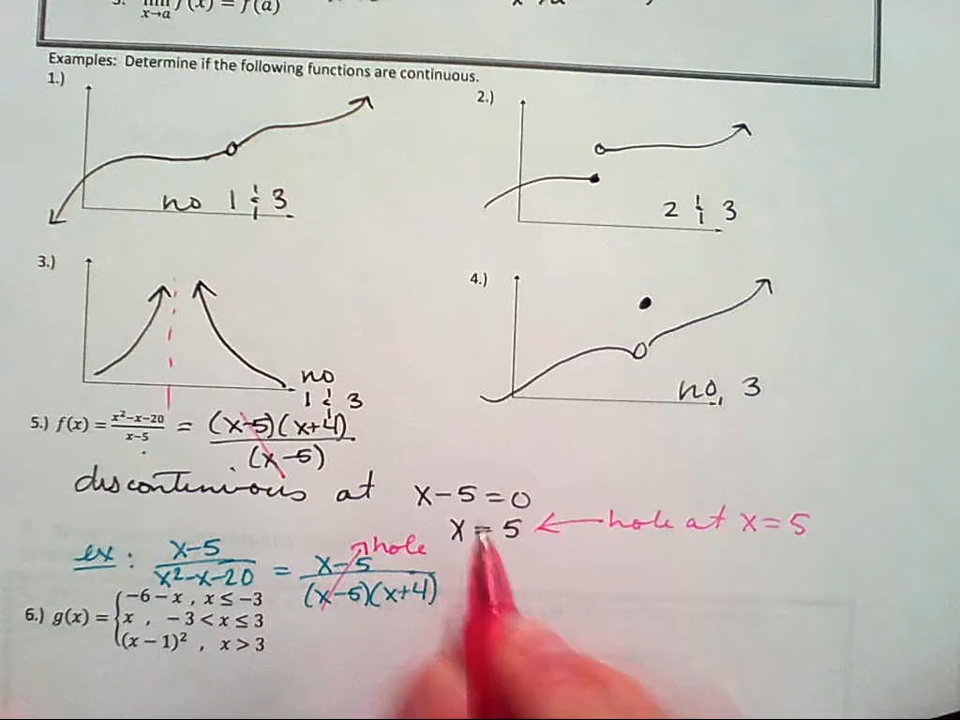 3. lim f(x) = f(a)
x→a
Examples: Determine if the following functions are continuous.
1.)
no 1 & 3
2.)
2 & 3
3.)
no
1 & 3
4.)
no, 3
5.) f(x) = x²-x-20 / x-5 = (x-5)(x+4) / (x-5)
discontinuous at x-5=0
x = 5 ← hole at x=5
ex: x-5 / x²-x-20 = x-5 / (x-5)(x+4) hole
6.) g(x) = { -6 - x , x ≤ -3
x , -3 < x ≤ 3
(x - 1)² , x > 3